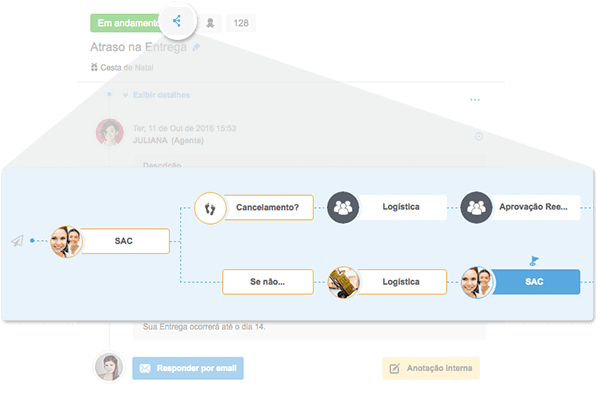 Em andamento
128
Atraso na Entrega
Cesta de Natal
Exibir detalhes
Ter, 11 de Out de 2016 15:53
JULIANA (Agente)
Descrição
Cancelamento?
Logística
Aprovação Ree...
SAC
Se não...
Logística
SAC
Sua Entrega ocorrerá até o dia 14.
Responder por email
Anotação interna